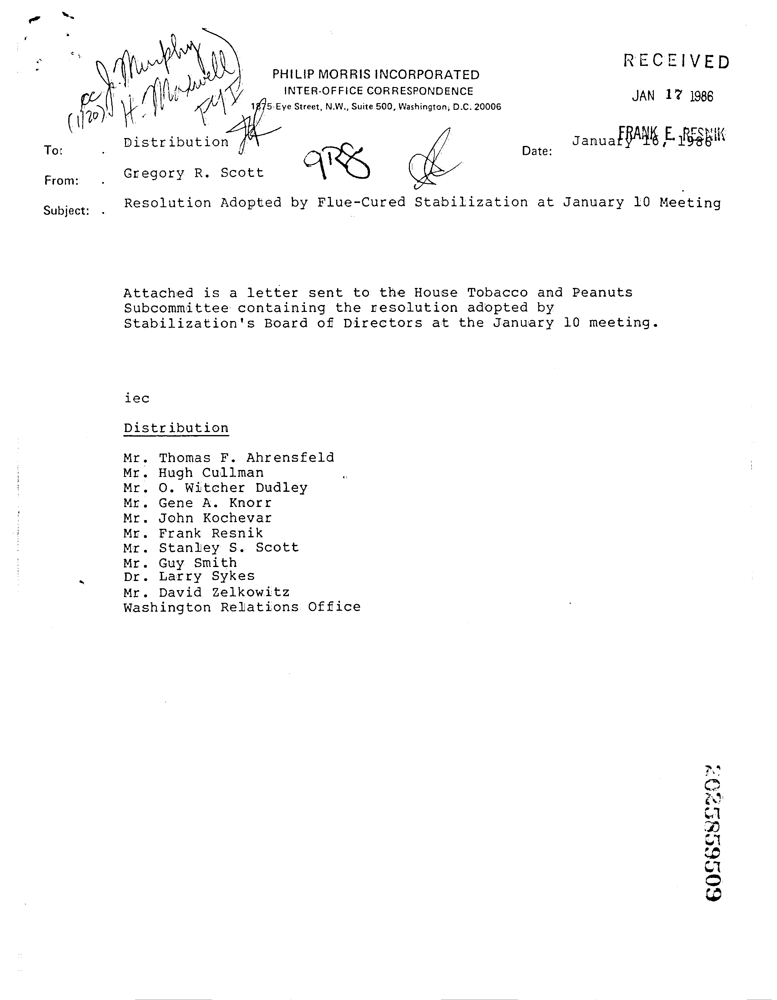 RECEIVED
JAN 17 1986
FRANK E. RESNIK
cc J. Murphy
(1/20) H. Maxwell
FYI
PHILIP MORRIS INCORPORATED
INTER-OFFICE CORRESPONDENCE
1875 Eye Street, N.W., Suite 500, Washington, D.C. 20006
To: Distribution
Date: January 16, 1986
From: Gregory R. Scott
Subject: Resolution Adopted by Flue-Cured Stabilization at January 10 Meeting
Attached is a letter sent to the House Tobacco and Peanuts
Subcommittee containing the resolution adopted by
Stabilization's Board of Directors at the January 10 meeting.
iec
Distribution
Mr. Thomas F. Ahrensfeld
Mr. Hugh Cullman
Mr. O. Witcher Dudley
Mr. Gene A. Knorr
Mr. John Kochevar
Mr. Frank Resnik
Mr. Stanley S. Scott
Mr. Guy Smith
Dr. Larry Sykes
Mr. David Zelkowitz
Washington Relations Office
2025859509